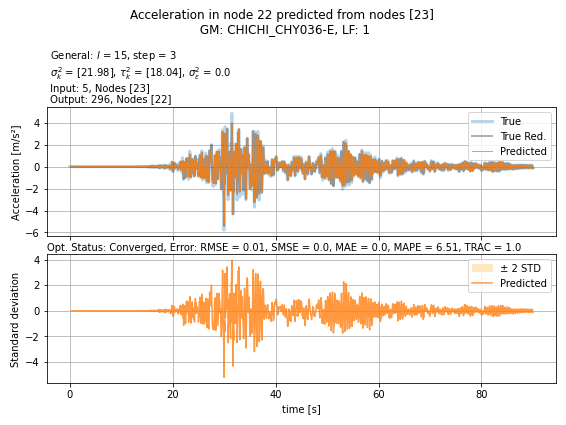 Acceleration in node 22 predicted from nodes [23]
GM: CHICHI_CHY036-E, LF: 1
General: l = 15, step = 3
σ²ₖ = [21.98], τ²ₖ = [18.04], σ²ε = 0.0
Input: 5, Nodes [23]
Output: 296, Nodes [22]
Acceleration [m/s²]
4
2
0
−2
−4
−6
True
True Red.
Predicted
Opt. Status: Converged, Error: RMSE = 0.01, SMSE = 0.0, MAE = 0.0, MAPE = 6.51, TRAC = 1.0
Standard deviation
4
2
0
−2
−4
± 2 STD
Predicted
0 20 40 60 80
time [s]